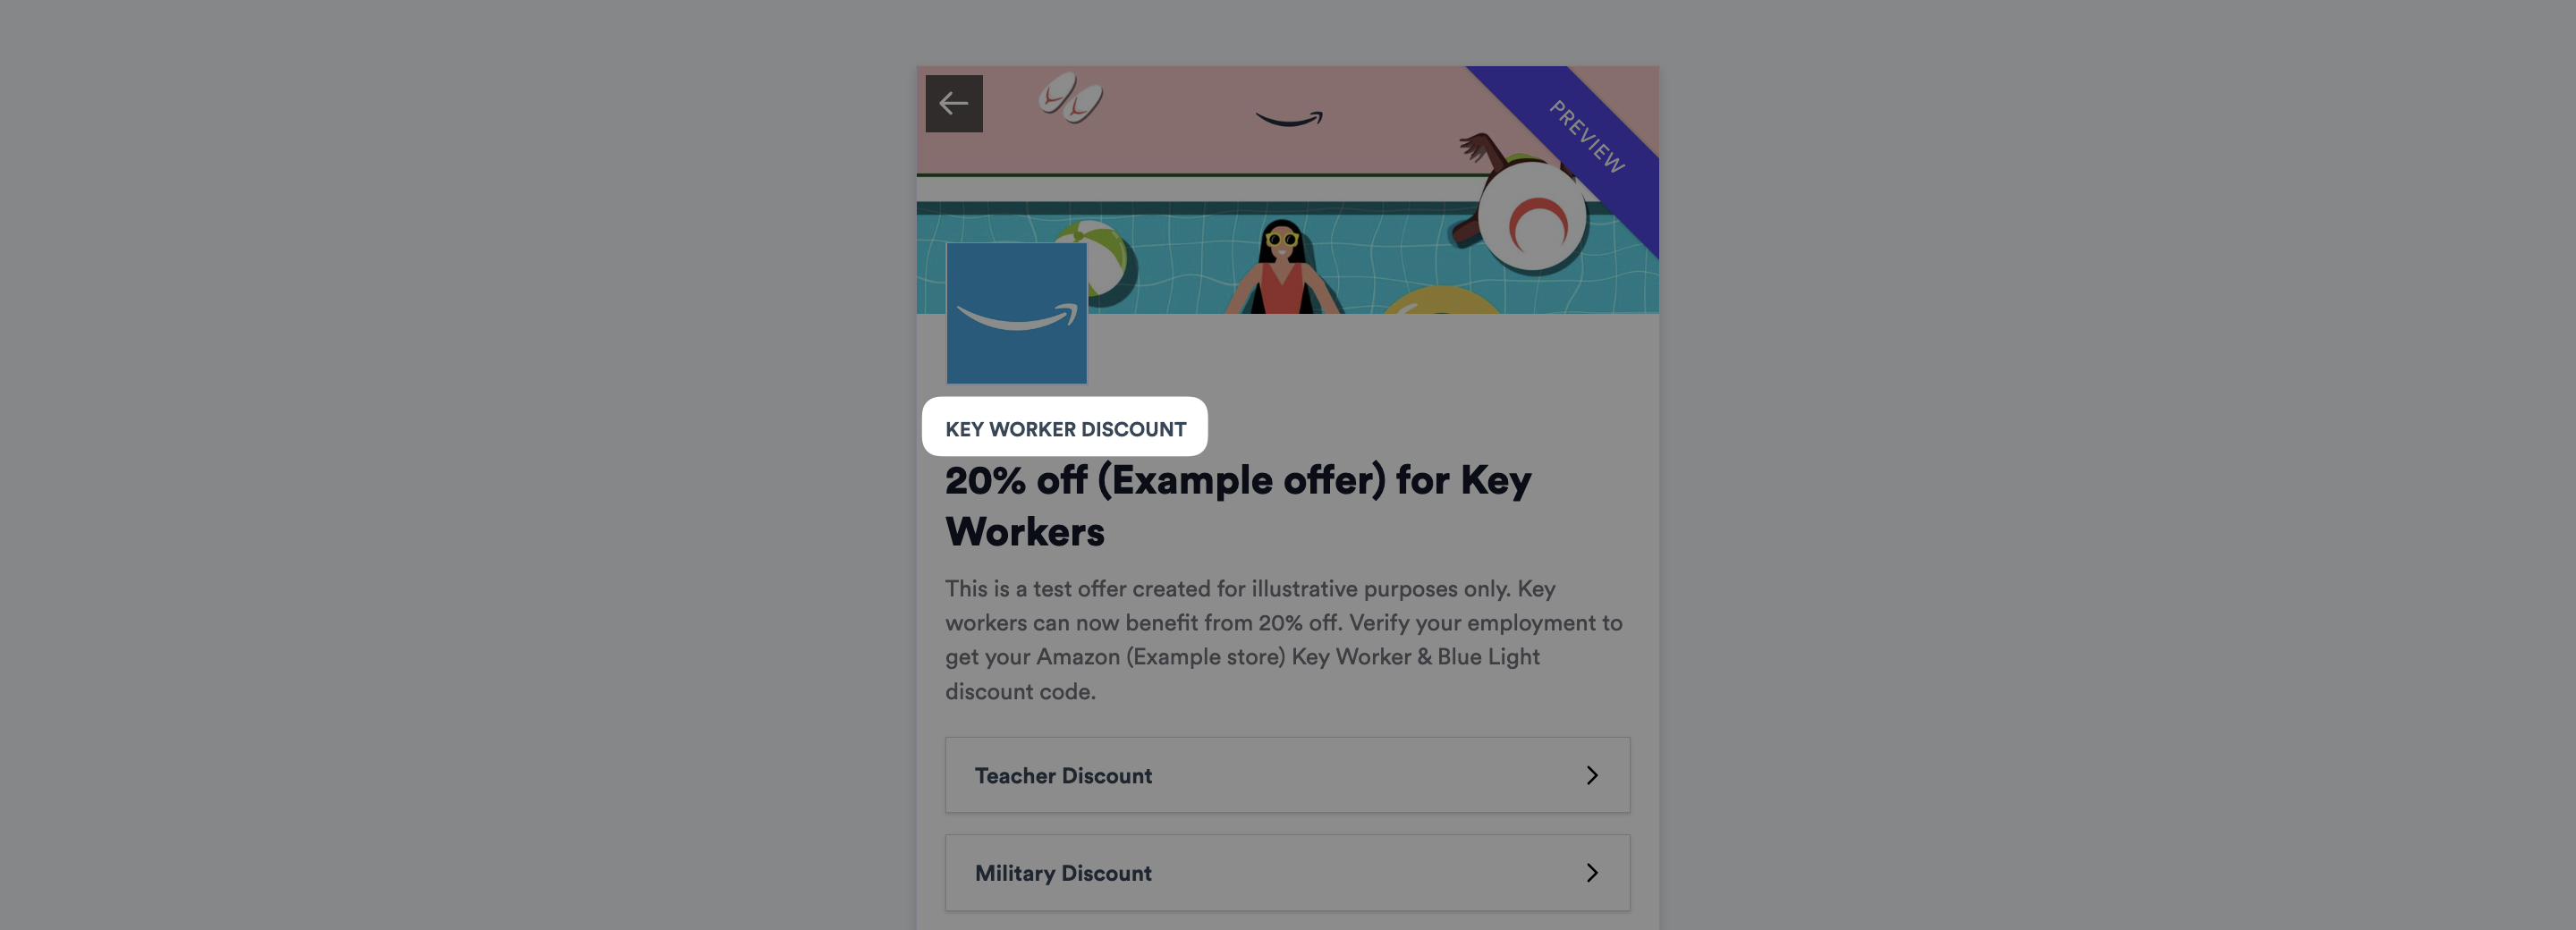 PREVIEW
KEY WORKER DISCOUNT
20% off (Example offer) for Key
Workers
This is a test offer created for illustrative purposes only. Key
workers can now benefit from 20% off. Verify your employment to
get your Amazon (Example store) Key Worker & Blue Light
discount code.
Teacher Discount
Military Discount